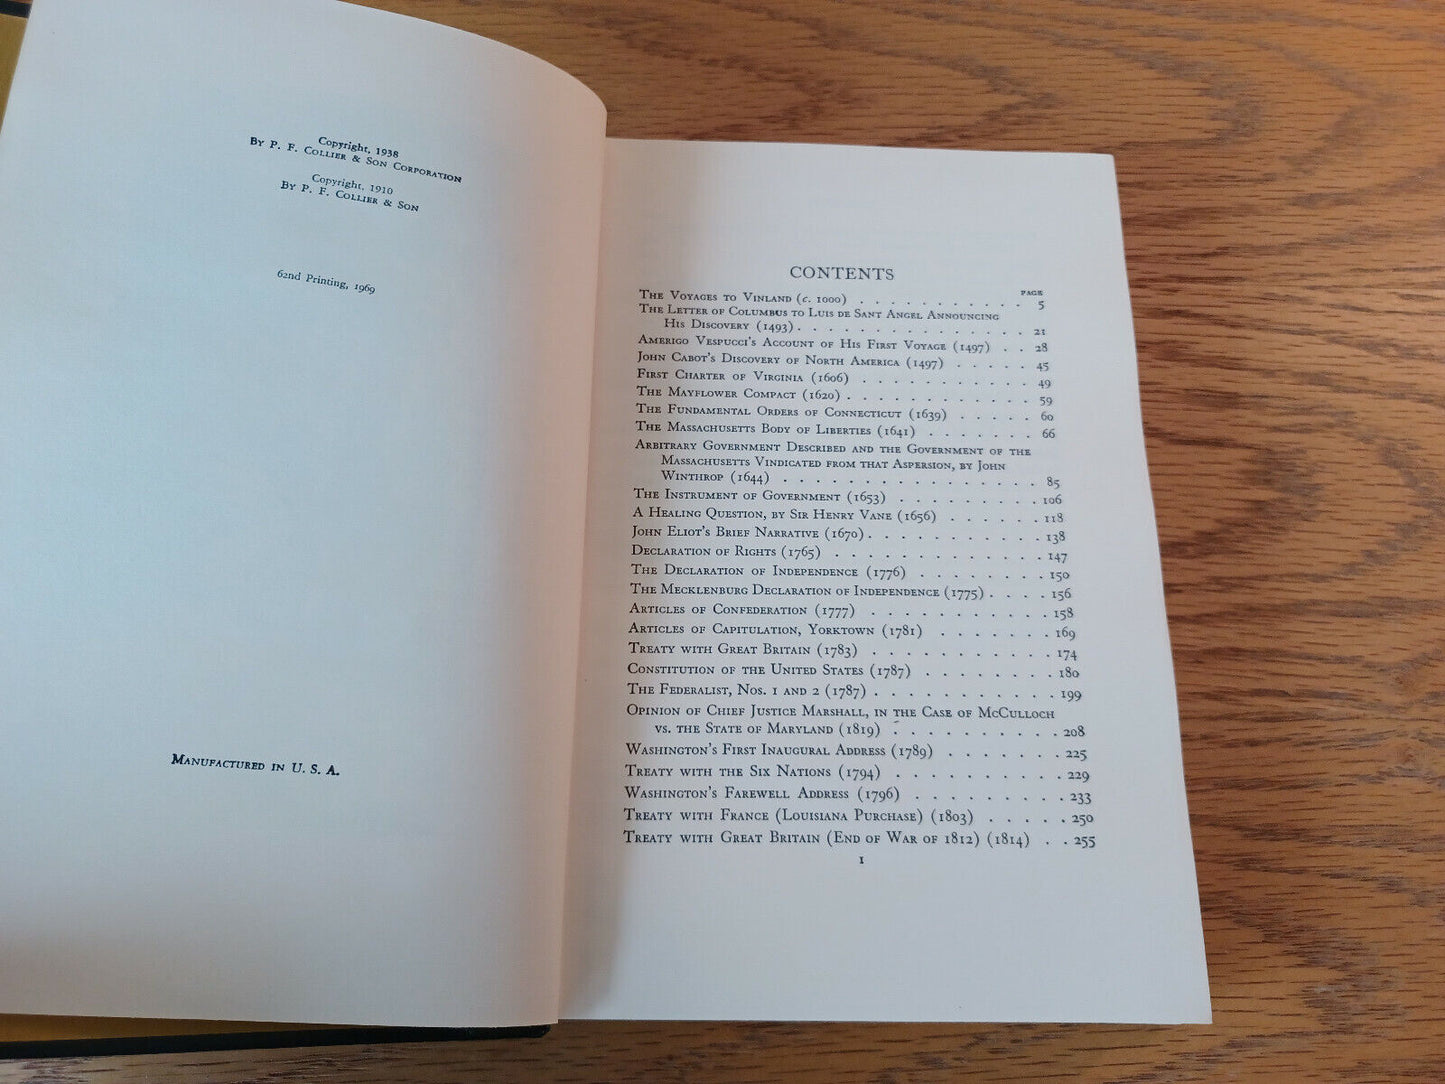 Copyright, 1938
By P. F. Collier & Son Corporation
Copyright, 1910
By P. F. Collier & Son
62nd Printing, 1969
Manufactured in U. S. A.
CONTENTS
PAGE
The Voyages to Vinland (c. 1000) . . . . . . . . . . . 5
The Letter of Columbus to Luis de Sant Angel Announcing
His Discovery (1493) . . . . . . . . . . . . . . . 21
Amerigo Vespucci's Account of His First Voyage (1497) . . 28
John Cabot's Discovery of North America (1497) . . . . . 45
First Charter of Virginia (1606) . . . . . . . . . . . 49
The Mayflower Compact (1620) . . . . . . . . . . . . 59
The Fundamental Orders of Connecticut (1639) . . . . . 60
The Massachusetts Body of Liberties (1641) . . . . . . . 66
Arbitrary Government Described and the Government of the
Massachusetts Vindicated from that Aspersion, by John
Winthrop (1644) . . . . . . . . . . . . . . . . 85
The Instrument of Government (1653) . . . . . . . . . 106
A Healing Question, by Sir Henry Vane (1656) . . . . . . 118
John Eliot's Brief Narrative (1670) . . . . . . . . . . . 138
Declaration of Rights (1765) . . . . . . . . . . . . . 147
The Declaration of Independence (1776) . . . . . . . . 150
The Mecklenburg Declaration of Independence (1775) . . . . 156
Articles of Confederation (1777) . . . . . . . . . . . 158
Articles of Capitulation, Yorktown (1781) . . . . . . . 169
Treaty with Great Britain (1783) . . . . . . . . . . . 174
Constitution of the United States (1787) . . . . . . . . 180
The Federalist, Nos. 1 and 2 (1787) . . . . . . . . . . . 199
Opinion of Chief Justice Marshall, in the Case of McCulloch
vs. the State of Maryland (1819) . . . . . . . . . . . 208
Washington's First Inaugural Address (1789) . . . . . . . 225
Treaty with the Six Nations (1794) . . . . . . . . . . 229
Washington's Farewell Address (1796) . . . . . . . . . 233
Treaty with France (Louisiana Purchase) (1803) . . . . . 250
Treaty with Great Britain (End of War of 1812) (1814) . . 255
1